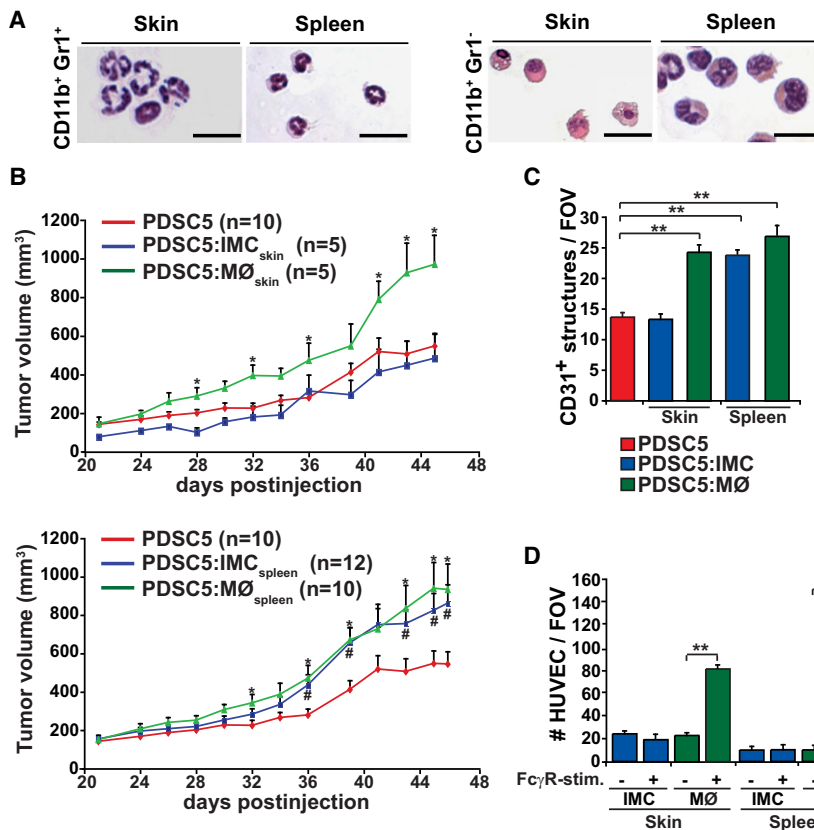 A
Skin Spleen
CD11b+ Gr1+
Skin Spleen
CD11b+ Gr1-
B
Tumor volume (mm³)
1200
1000
800
600
400
200
0
PDSC5 (n=10)
PDSC5:IMCskin (n=5)
PDSC5:MØskin (n=5)
* * * * * * *
20 24 28 32 36 40 44 48
days postinjection
Tumor volume (mm³)
1200
1000
800
600
400
200
0
PDSC5 (n=10)
PDSC5:IMCspleen (n=12)
PDSC5:MØspleen (n=10)
* * * * * *
# # # # #
20 24 28 32 36 40 44 48
days postinjection
C
CD31+ structures / FOV
30
25
20
15
10
5
0
**
**
**
Skin Spleen
PDSC5
PDSC5:IMC
PDSC5:MØ
D
# HUVEC / FOV
160
140
120
100
80
60
40
20
0
**
FcγR-stim. - + - + - + -
IMC MØ IMC
Skin Splee